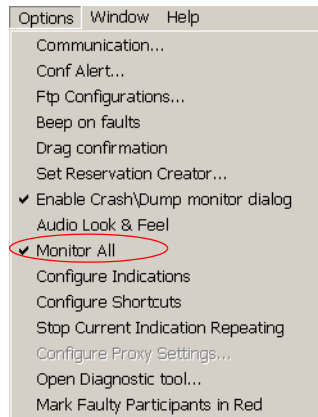 Options Window Help
Communication...
Conf Alert...
Ftp Configurations...
Beep on faults
Drag confirmation
Set Reservation Creator...
Enable Crash\Dump monitor dialog
Audio Look & Feel
Monitor All
Configure Indications
Configure Shortcuts
Stop Current Indication Repeating
Configure Proxy Settings...
Open Diagnostic tool...
Mark Faulty Participants in Red